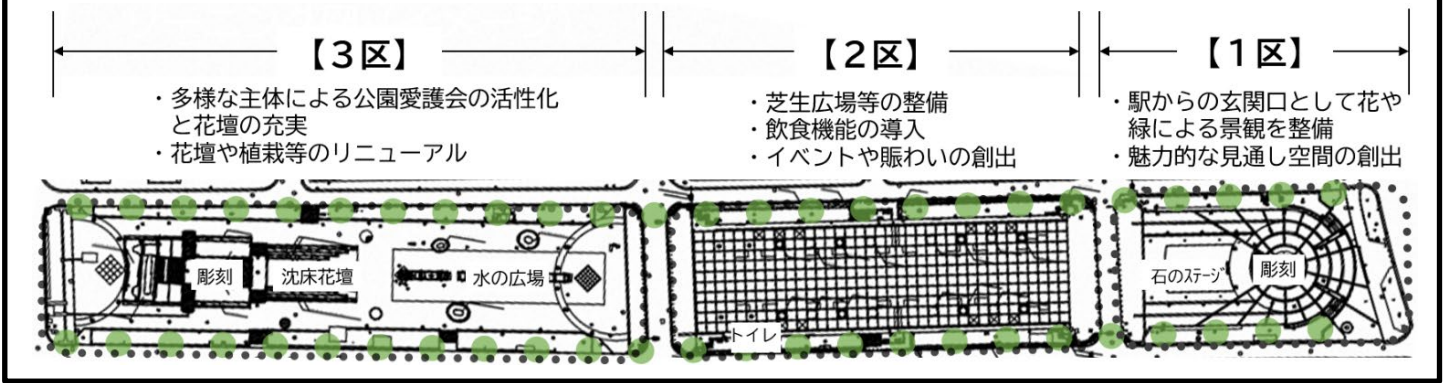 【3区】
・多様な主体による公園愛護会の活性化
と花壇の充実
・花壇や植栽等のリニューアル
【2区】
・芝生広場等の整備
・飲食機能の導入
・イベントや賑わいの創出
【1区】
・駅からの玄関口として花や
緑による景観を整備
・魅力的な見通し空間の創出
彫刻
沈床花壇
水の広場
トイレ
石のｽﾃｰｼﾞ
彫刻